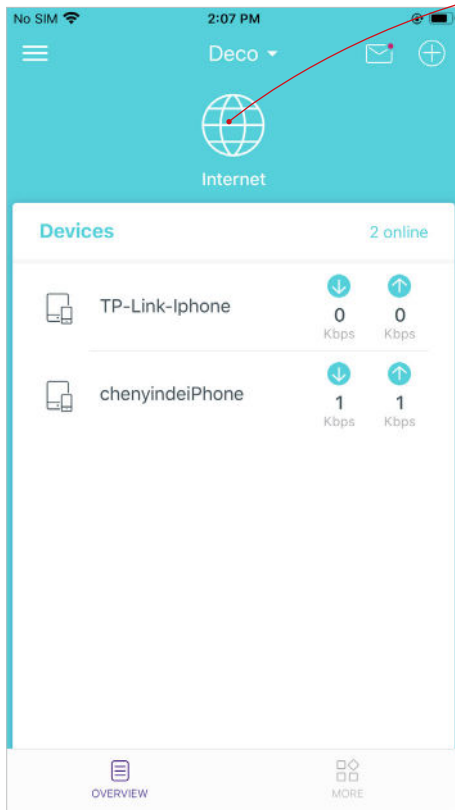 No SIM 2:07 PM
Deco
Internet
Devices 2 online
TP-Link-Iphone 0 0
Kbps Kbps
chenyindeiPhone 1 1
Kbps Kbps
OVERVIEW MORE